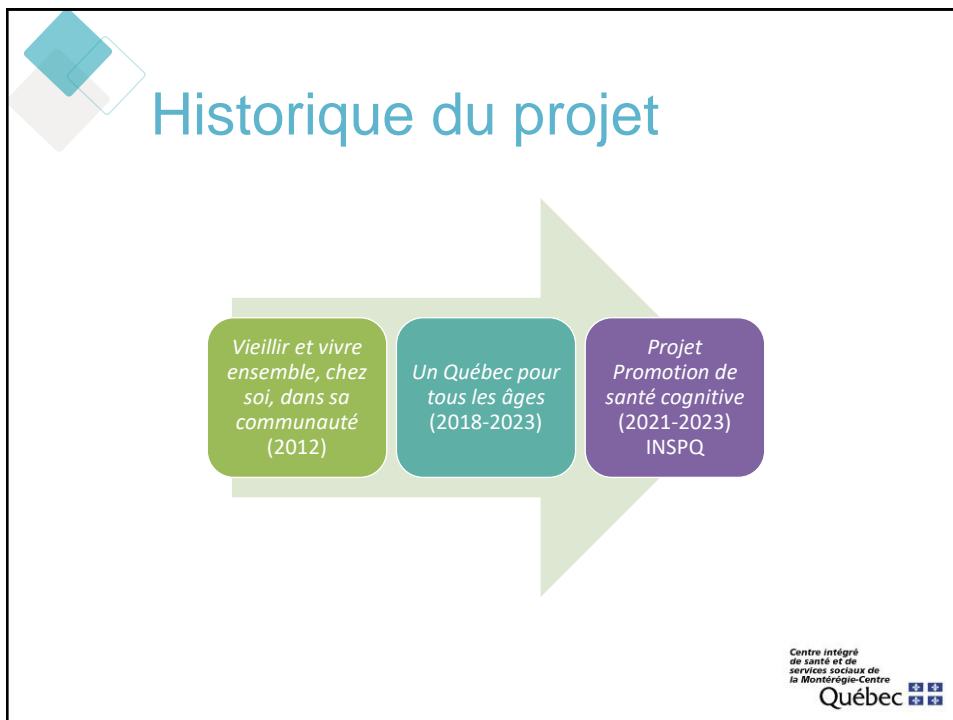 Historique du projet
Vieillir et vivre
ensemble, chez
soi, dans sa
communauté
(2012)
Un Québec pour
tous les âges
(2018-2023)
Projet
Promotion de
santé cognitive
(2021-2023)
INSPQ
Centre intégré
de santé et de
services sociaux de
la Montérégie-Centre
Québec